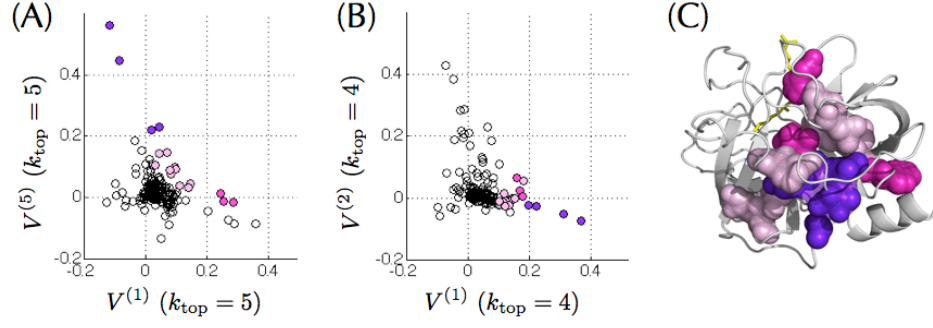 (A)
V^(5) (k_top = 5)
0.4
0.2
0
-0.2
-0.2
0
0.2
0.4
V^(1) (k_top = 5)
(B)
V^(2) (k_top = 4)
0.4
0.2
0
-0.2
0
0.2
0.4
V^(1) (k_top = 4)
(C)